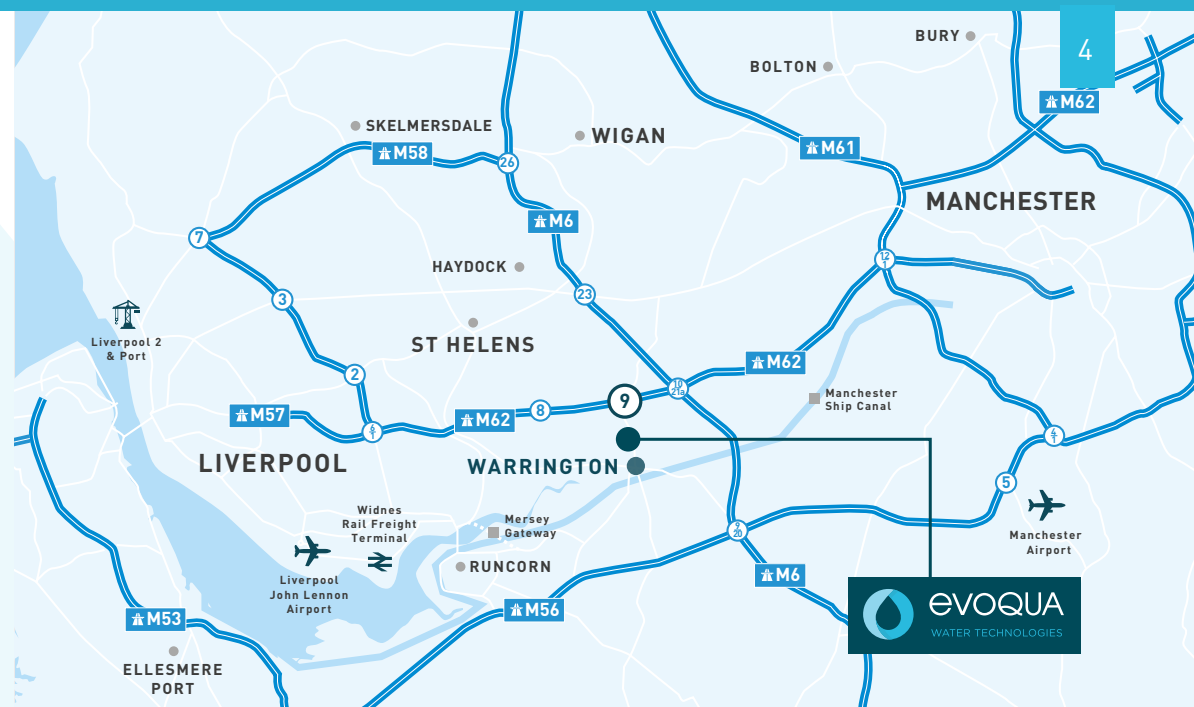 4
BURY
BOLTON
M62
SKELMERSDALE
WIGAN
M58
M61
26
MANCHESTER
M6
7
12
1
HAYDOCK
23
3
Liverpool 2
& Port
ST HELENS
M62
2
10
21a
9
Manchester
Ship Canal
8
M57
M62
6
1
4
1
LIVERPOOL
WARRINGTON
5
Widnes
Rail Freight
Terminal
Mersey
Gateway
9
20
Manchester
Airport
RUNCORN
M6
Liverpool
John Lennon
Airport
M56
evoqua
WATER TECHNOLOGIES
M53
ELLESMERE
PORT